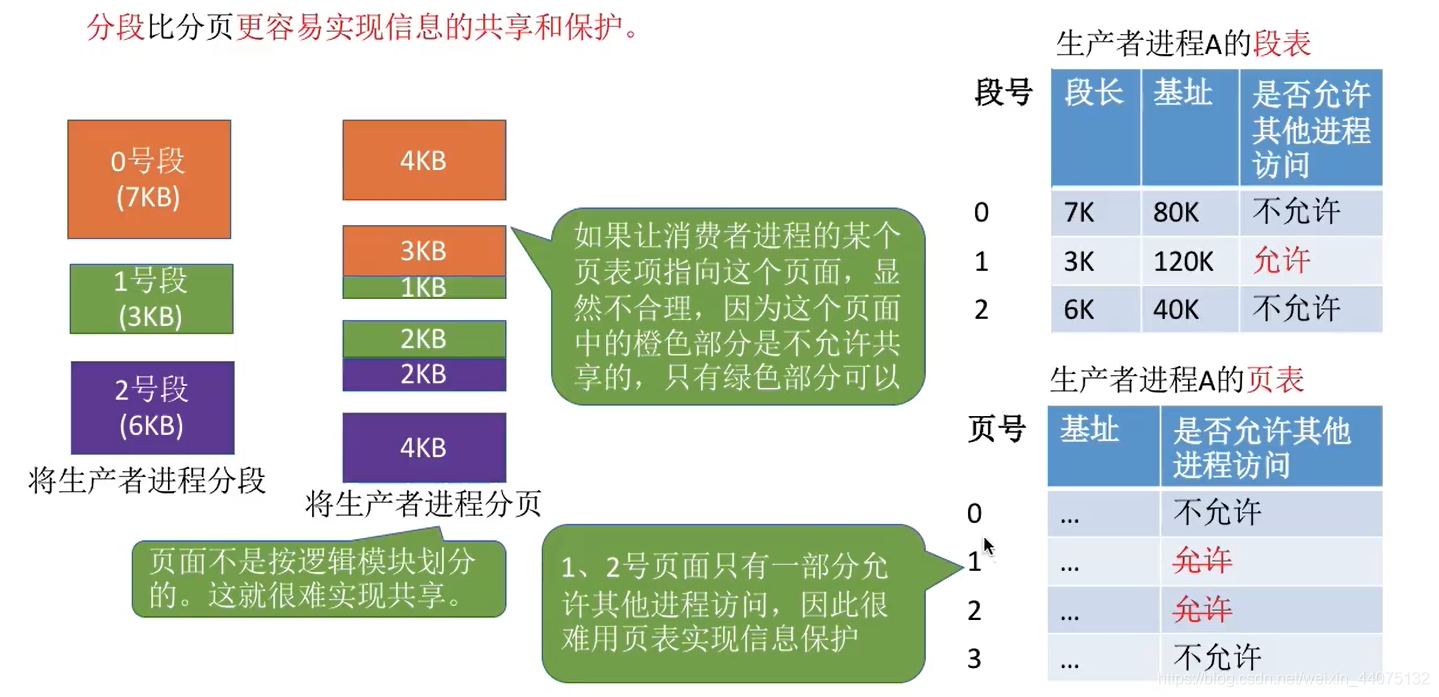 分段比分页更容易实现信息的共享和保护。
0号段
(7KB)
1号段
(3KB)
2号段
(6KB)
将生产者进程分段
4KB
3KB
1KB
2KB
2KB
4KB
将生产者进程分页
页面不是按逻辑模块划分
的。这就很难实现共享。
如果让消费者进程的某个
页表项指向这个页面，显
然不合理，因为这个页面
中的橙色部分是不允许共
享的，只有绿色部分可以
1、2号页面只有一部分允
许其他进程访问，因此很
难用页表实现信息保护
生产者进程A的段表
段号 段长 基址 是否允许
其他进程
访问
0 7K 80K 不允许
1 3K 120K 允许
2 6K 40K 不允许
生产者进程A的页表
页号 基址 是否允许其他
进程访问
0 ... 不允许
1 ... 允许
2 ... 允许
3 ... 不允许
https://blog.csdn.net/weixin_44075132